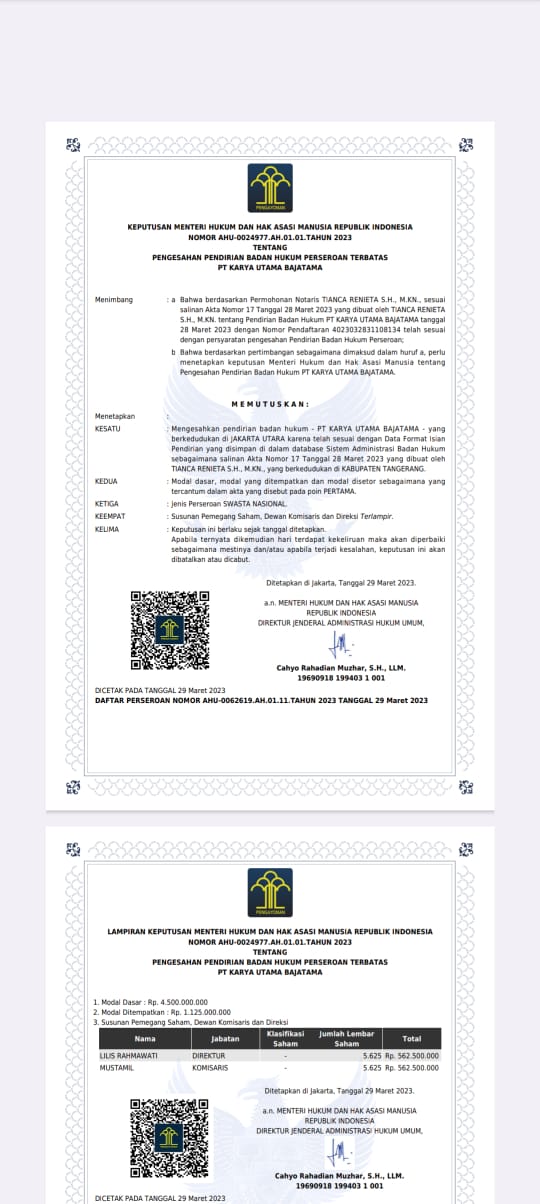 PENGAYOMAN
KEPUTUSAN MENTERI HUKUM DAN HAK ASASI MANUSIA REPUBLIK INDONESIA
NOMOR AHU-0024977.AH.01.01.TAHUN 2023
TENTANG
PENGESAHAN PENDIRIAN BADAN HUKUM PERSEROAN TERBATAS
PT KARYA UTAMA BAJATAMA
Menimbang : a Bahwa berdasarkan Permohonan Notaris TIANCA RENIETA S.H., M.KN., sesuai
salinan Akta Nomor 17 Tanggal 28 Maret 2023 yang dibuat oleh TIANCA RENIETA
S.H., M.KN. tentang Pendirian Badan Hukum PT KARYA UTAMA BAJATAMA tanggal
28 Maret 2023 dengan Nomor Pendaftaran 4023032831108134 telah sesuai
dengan persyaratan pengesahan Pendirian Badan Hukum Perseroan;
b Bahwa berdasarkan pertimbangan sebagaimana dimaksud dalam huruf a, perlu
menetapkan keputusan Menteri Hukum dan Hak Asasi Manusia tentang
Pengesahan Pendirian Badan Hukum PT KARYA UTAMA BAJATAMA.
M E M U T U S K A N :
Menetapkan :
KESATU : Mengesahkan pendirian badan hukum - PT KARYA UTAMA BAJATAMA - yang
berkedudukan di JAKARTA UTARA karena telah sesuai dengan Data Format Isian
Pendirian yang disimpan di dalam database Sistem Administrasi Badan Hukum
sebagaimana salinan Akta Nomor 17 Tanggal 28 Maret 2023 yang dibuat oleh
TIANCA RENIETA S.H., M.KN., yang berkedudukan di KABUPATEN TANGERANG.
KEDUA : Modal dasar, modal yang ditempatkan dan modal disetor sebagaimana yang
tercantum dalam akta yang disebut pada poin PERTAMA.
KETIGA : Jenis Perseroan SWASTA NASIONAL.
KEEMPAT : Susunan Pemegang Saham, Dewan Komisaris dan Direksi Terlampir.
KELIMA : Keputusan ini berlaku sejak tanggal ditetapkan.
Apabila ternyata dikemudian hari terdapat kekeliruan maka akan diperbaiki
sebagaimana mestinya dan/atau apabila terjadi kesalahan, keputusan ini akan
dibatalkan atau dicabut.
Ditetapkan di Jakarta, Tanggal 29 Maret 2023.
a.n. MENTERI HUKUM DAN HAK ASASI MANUSIA
REPUBLIK INDONESIA
DIREKTUR JENDERAL ADMINISTRASI HUKUM UMUM,
Cahyo Rahadian Muzhar, S.H., LLM.
19690918 199403 1 001
DICETAK PADA TANGGAL 29 Maret 2023
DAFTAR PERSEROAN NOMOR AHU-0062619.AH.01.11.TAHUN 2023 TANGGAL 29 Maret 2023
PENGAYOMAN
LAMPIRAN KEPUTUSAN MENTERI HUKUM DAN HAK ASASI MANUSIA REPUBLIK INDONESIA
NOMOR AHU-0024977.AH.01.01.TAHUN 2023
TENTANG
PENGESAHAN PENDIRIAN BADAN HUKUM PERSEROAN TERBATAS
PT KARYA UTAMA BAJATAMA
1. Modal Dasar : Rp. 4.500.000.000
2. Modal Ditempatkan : Rp. 1.125.000.000
3. Susunan Pemegang Saham, Dewan Komisaris dan Direksi
Nama Jabatan Klasifikasi Saham Jumlah Lembar Saham Total
LILIS RAHMAWATI DIREKTUR - 5.625 Rp. 562.500.000
MUSTAMIL KOMISARIS - 5.625 Rp. 562.500.000
Ditetapkan di Jakarta, Tanggal 29 Maret 2023.
a.n. MENTERI HUKUM DAN HAK ASASI MANUSIA
REPUBLIK INDONESIA
DIREKTUR JENDERAL ADMINISTRASI HUKUM UMUM,
Cahyo Rahadian Muzhar, S.H., LLM.
19690918 199403 1 001
DICETAK PADA TANGGAL 29 Maret 2023